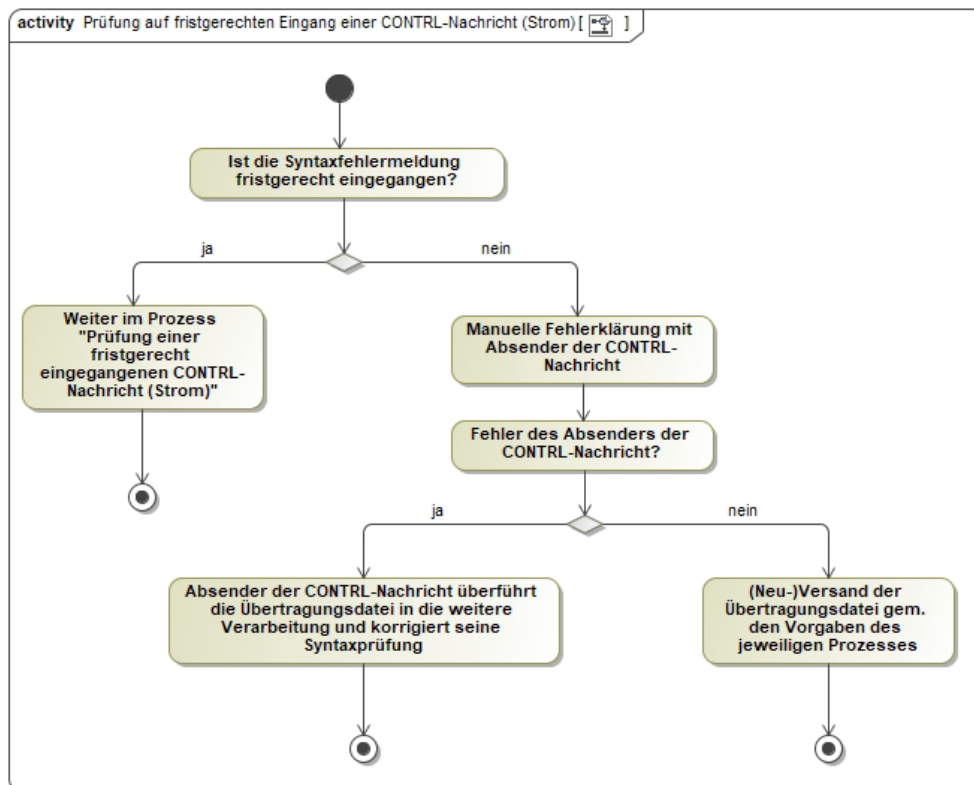 activity Prüfung auf fristgerechten Eingang einer CONTRL-Nachricht (Strom) [ ]
Ist die Syntaxfehlermeldung
fristgerecht eingegangen?
ja
nein
Weiter im Prozess
"Prüfung einer
fristgerecht
eingegangenen CONTRL-
Nachricht (Strom)"
Manuelle Fehlerklärung mit
Absender der CONTRL-
Nachricht
Fehler des Absenders der
CONTRL-Nachricht?
ja
nein
Absender der CONTRL-Nachricht überführt
die Übertragungsdatei in die weitere
Verarbeitung und korrigiert seine
Syntaxprüfung
(Neu-)Versand der
Übertragungsdatei gem.
den Vorgaben des
jeweiligen Prozesses